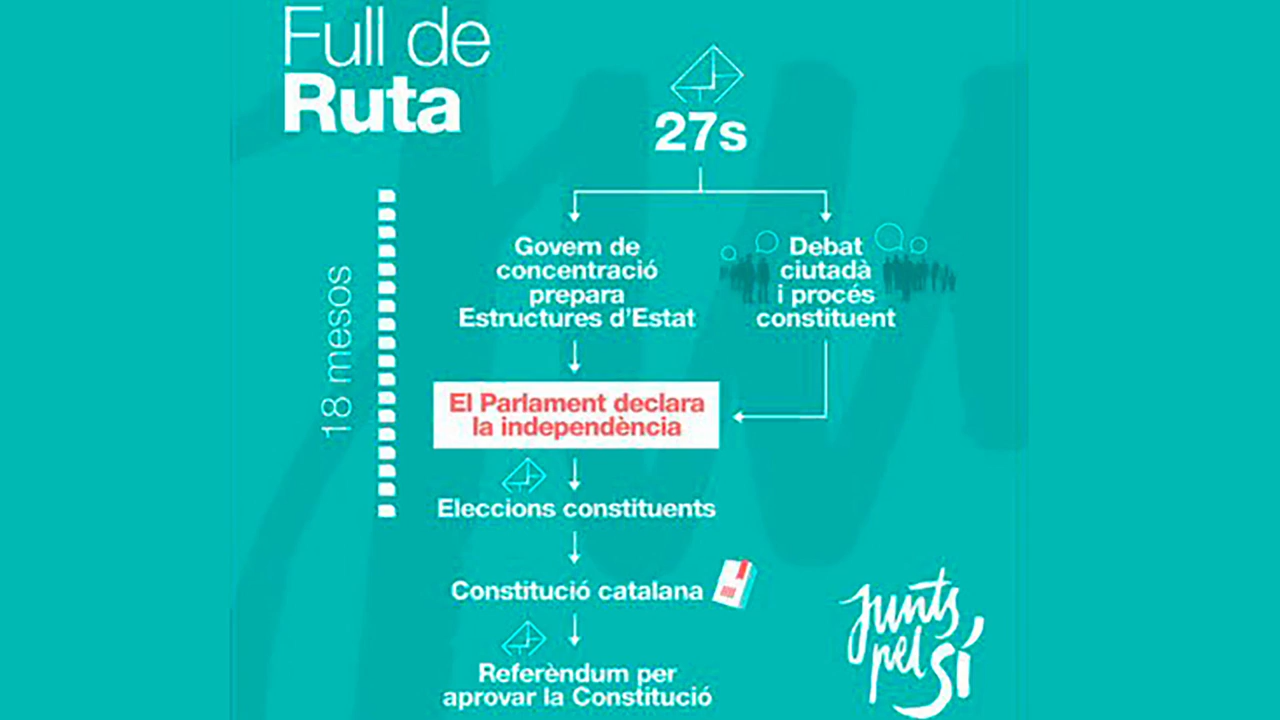 Full de
Ruta
27s
18 mesos
Govern de
concentració
prepara
Estructures d'Estat
Debat
ciutadà
i procés
constituent
El Parlament declara
la independència
Eleccions constituents
Constitució catalana
Referèndum per
aprovar la Constitució
Junts
pel SÍ